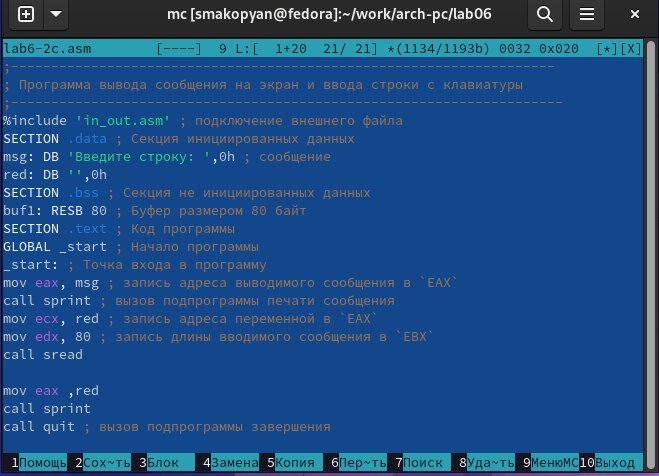 mc [smakopyan@fedora]:~/work/arch-pc/lab06
lab6-2c.asm [----] 9 L:[ 1+20 21/ 21] *(1134/1193b) 0032 0x020 [*][X]
;--------------------------------------------------------------------
; Программа вывода сообщения на экран и ввода строки с клавиатуры
;---------------------------------------------------------------------
%include 'in_out.asm' ; подключение внешнего файла
SECTION .data ; Секция инициированных данных
msg: DB 'Введите строку: ',0h ; сообщение
red: DB '',0h
SECTION .bss ; Секция не инициированных данных
buf1: RESB 80 ; Буфер размером 80 байт
SECTION .text ; Код программы
GLOBAL _start ; Начало программы
_start: ; Точка входа в программу
mov eax, msg ; запись адреса выводимого сообщения в `EAX`
call sprint ; вызов подпрограммы печати сообщения
mov ecx, red ; запись адреса переменной в `EAX`
mov edx, 80 ; запись длины вводимого сообщения в `EBX`
call sread
mov eax ,red
call sprint
call quit ; вызов подпрограммы завершения
1Помощь 2Сох~ть 3Блок 4Замена 5Копия 6Пер~ть 7Поиск 8Уда~ть 9МенюМС 10Выход